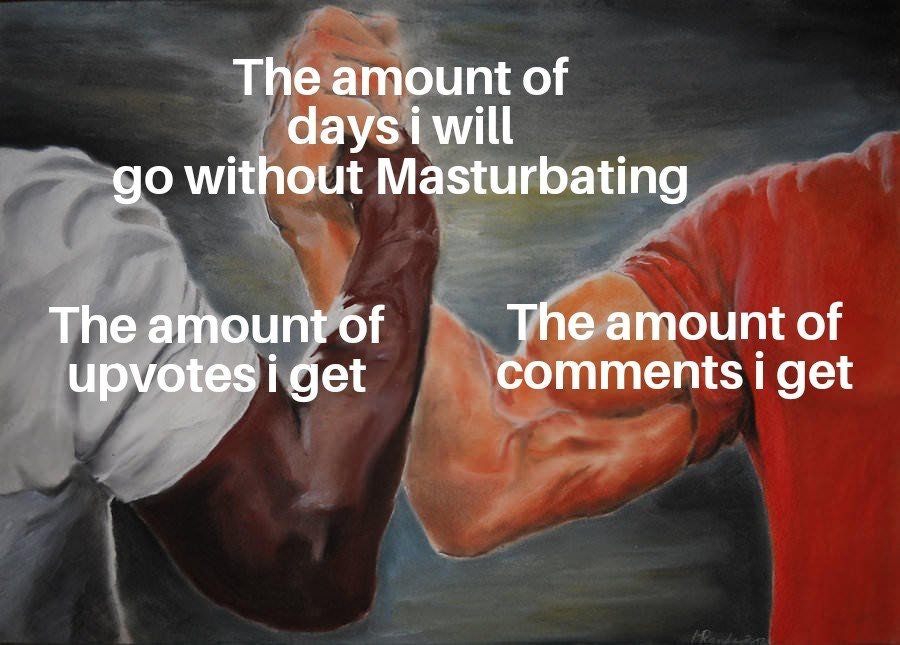 The amount of
days i will
go without Masturbating
The amount of
upvotes i get
The amount of
comments i get